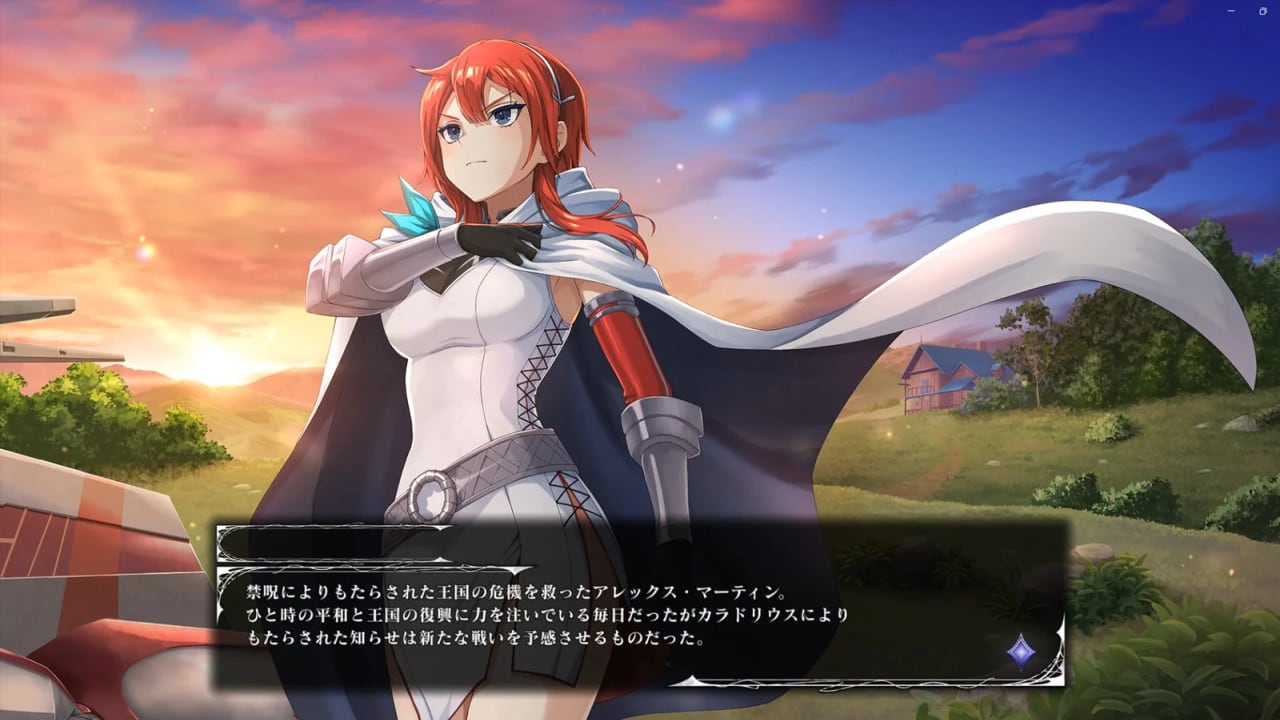 禁呪によりもたらされた王国の危機を救ったアレックス・マーティン。
ひと時の平和と王国の復興に力を注いでいる毎日だったがカラドリウスにより
もたらされた知らせは新たな戦いを予感させるものだった。